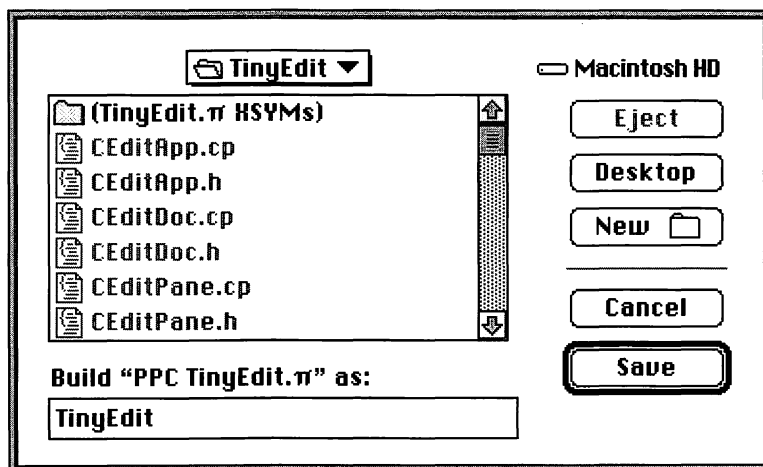 TinyEdit
Macintosh HD
(TinyEdit.π XSYMs)
CEditApp.cp
CEditApp.h
CEditDoc.cp
CEditDoc.h
CEditPane.cp
CEditPane.h
Eject
Desktop
New
Cancel
Save
Build “PPC TinyEdit.π” as:
TinyEdit